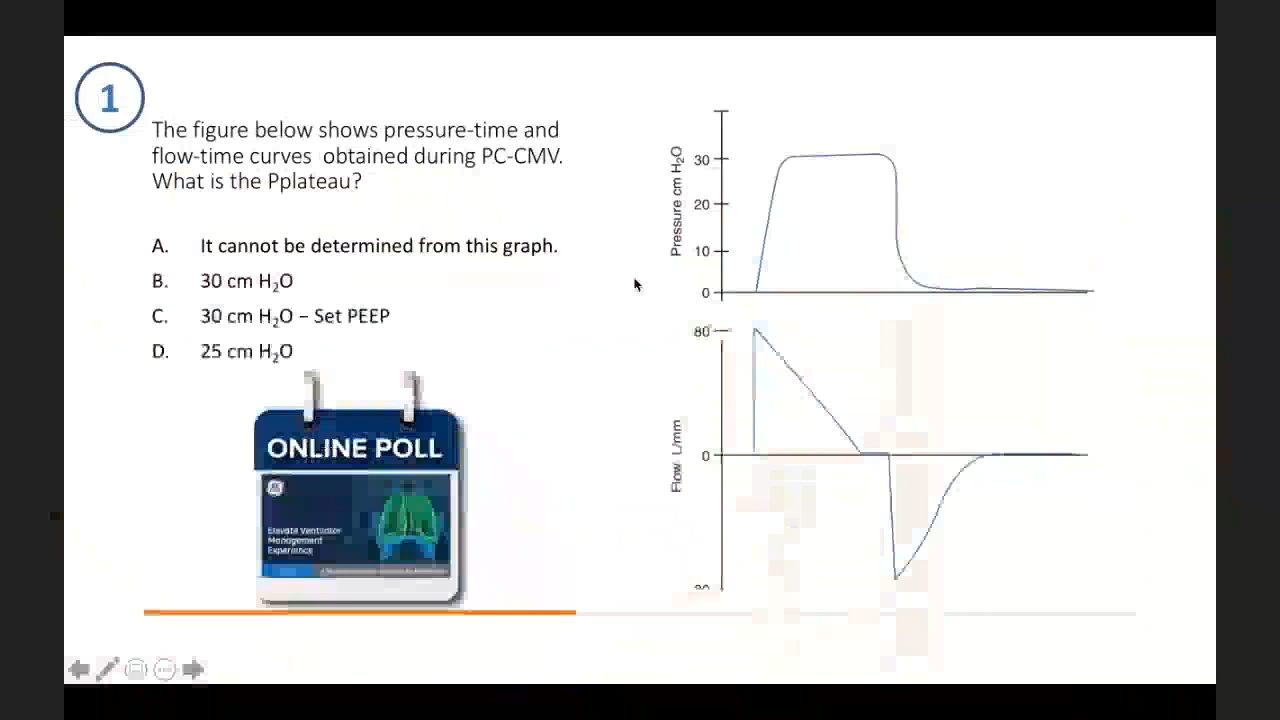 1
The figure below shows pressure-time and
flow-time curves obtained during PC-CMV.
What is the Pplateau?
A. It cannot be determined from this graph.
B. 30 cm H₂O
C. 30 cm H₂O – Set PEEP
D. 25 cm H₂O
ONLINE POLL
Elevate Ventilator
Management
Experience
Pressure cm H₂O
30
20
10
0
80
0
Flow L/mm